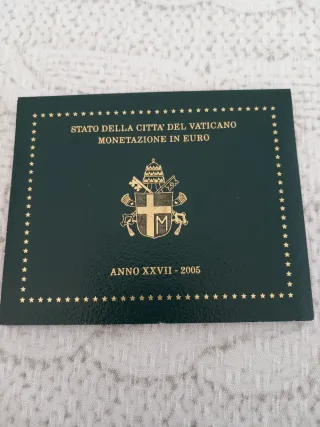 STATO DELLA CITTA' DEL VATICANO
MONETAZIONE IN EURO
M
ANNO XXVII - 2005